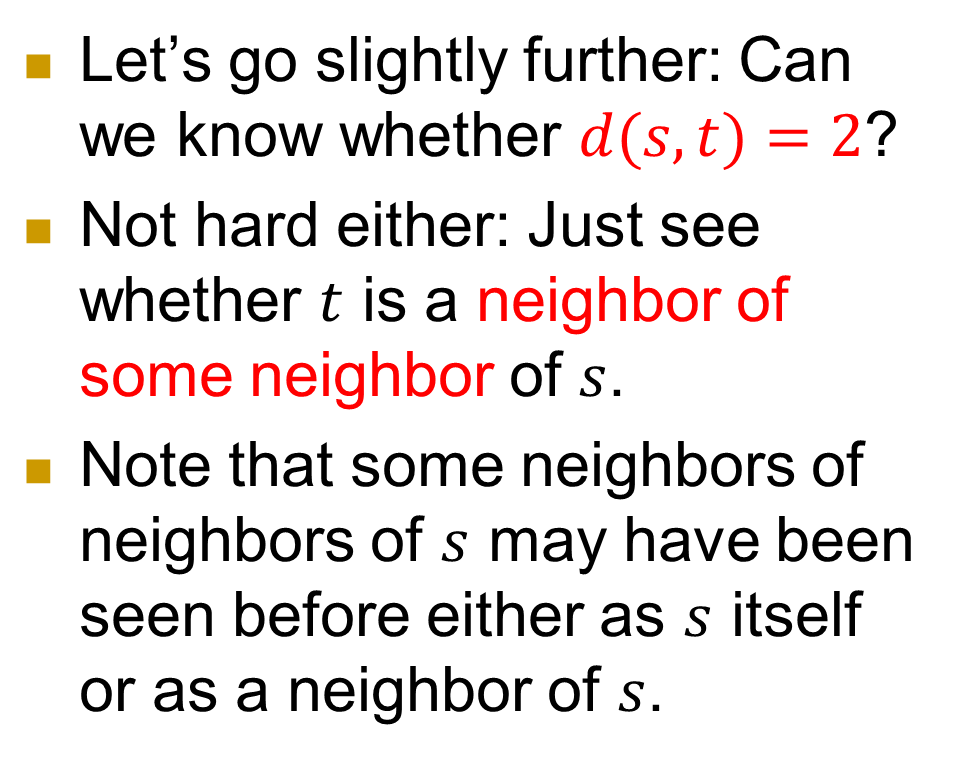 Let’s go slightly further: Can
we know whether d(s, t) = 2?
Not hard either: Just see
whether t is a neighbor of
some neighbor of s.
Note that some neighbors of
neighbors of s may have been
seen before either as s itself
or as a neighbor of s.